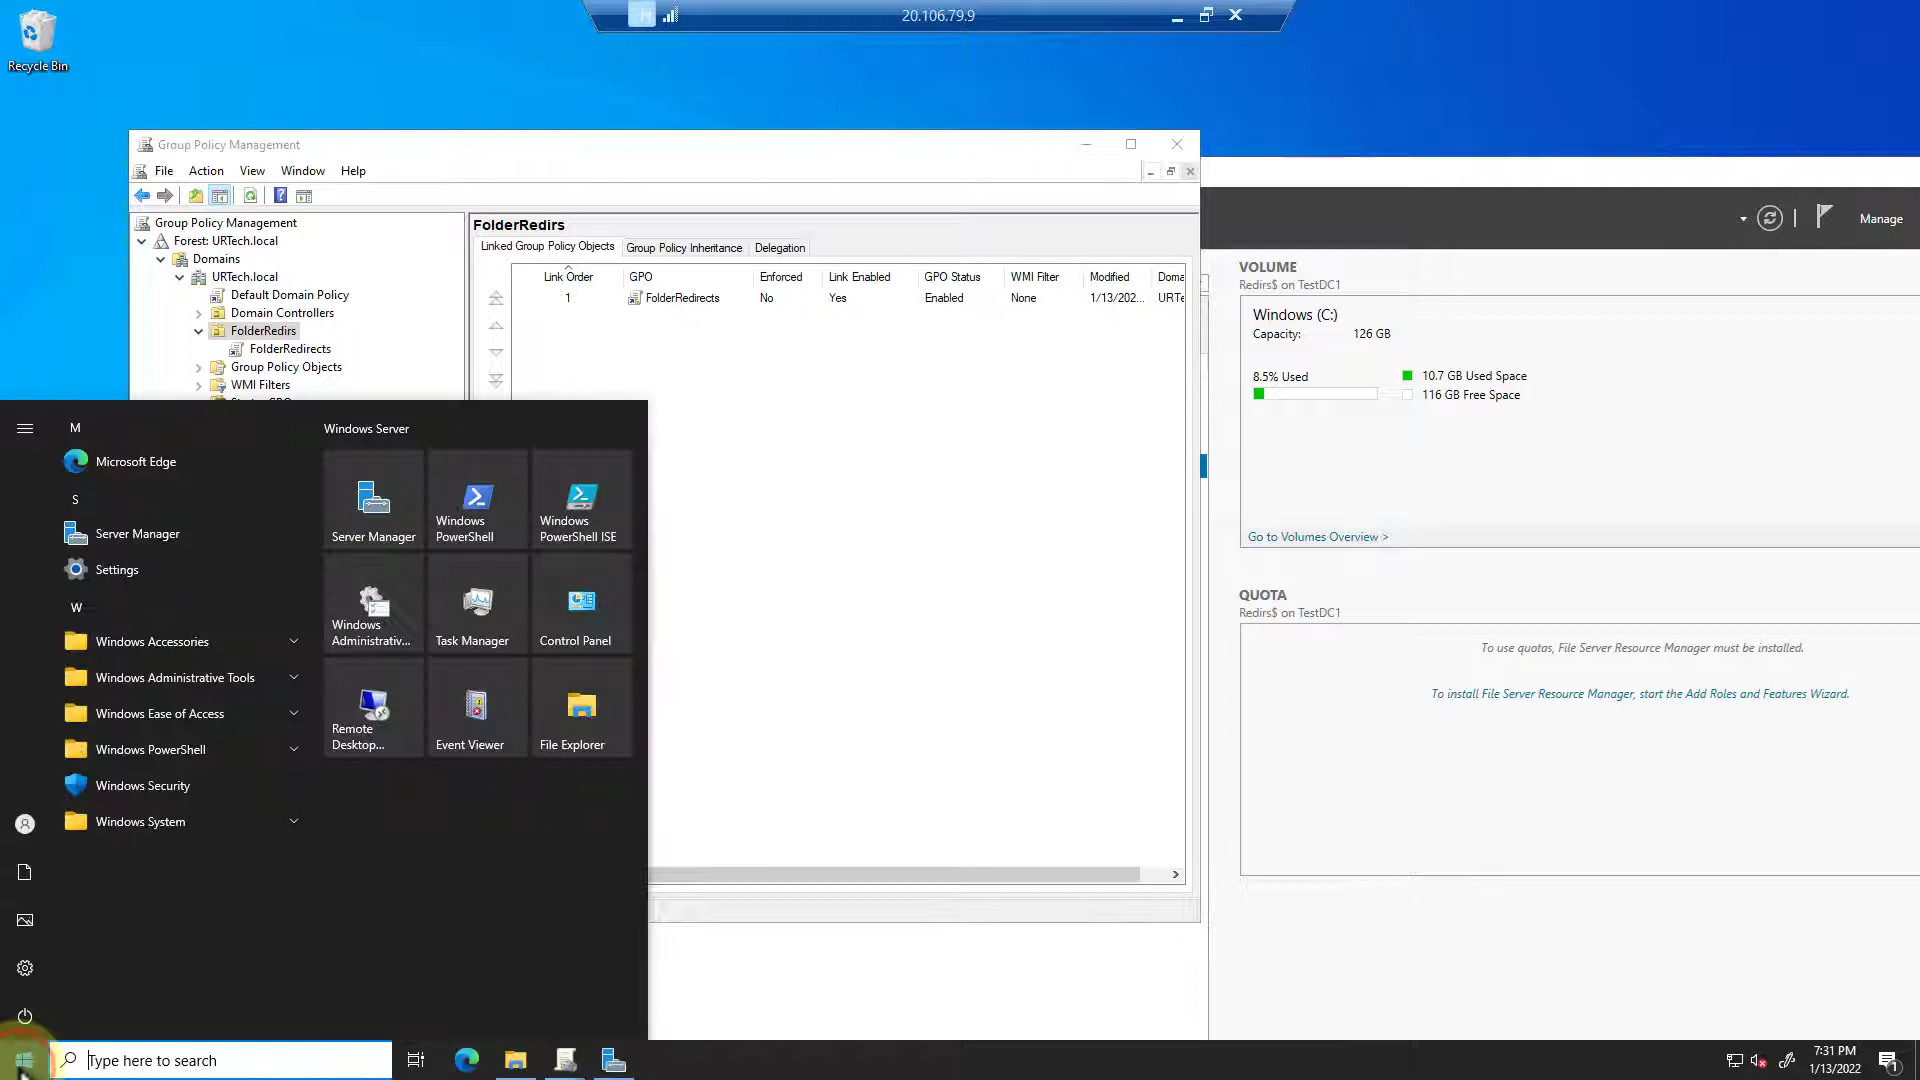 20.106.79.9
Recycle Bin
Group Policy Management
File Action View Window Help
Group Policy Management
Forest: URTech.local
Domains
URTech.local
Default Domain Policy
Domain Controllers
FolderRedirs
FolderRedirects
Group Policy Objects
WMI Filters
FolderRedirs
Linked Group Policy Objects Group Policy Inheritance Delegation
Link Order GPO Enforced Link Enabled GPO Status WMI Filter Modified Doma
1 FolderRedirects No Yes Enabled None 1/13/202... URTe
Manage
VOLUME
Redirs$ on TestDC1
Windows (C:)
Capacity: 126 GB
8.5% Used
10.7 GB Used Space
116 GB Free Space
Go to Volumes Overview >
QUOTA
Redirs$ on TestDC1
To use quotas, File Server Resource Manager must be installed.
To install File Server Resource Manager, start the Add Roles and Features Wizard.
M
Microsoft Edge
S
Server Manager
Settings
W
Windows Accessories
Windows Administrative Tools
Windows Ease of Access
Windows PowerShell
Windows Security
Windows System
Windows Server
Server Manager
Windows PowerShell
Windows PowerShell ISE
Windows Administrativ...
Task Manager
Control Panel
Remote Desktop...
Event Viewer
File Explorer
Type here to search
7:31 PM
1/13/2022
1